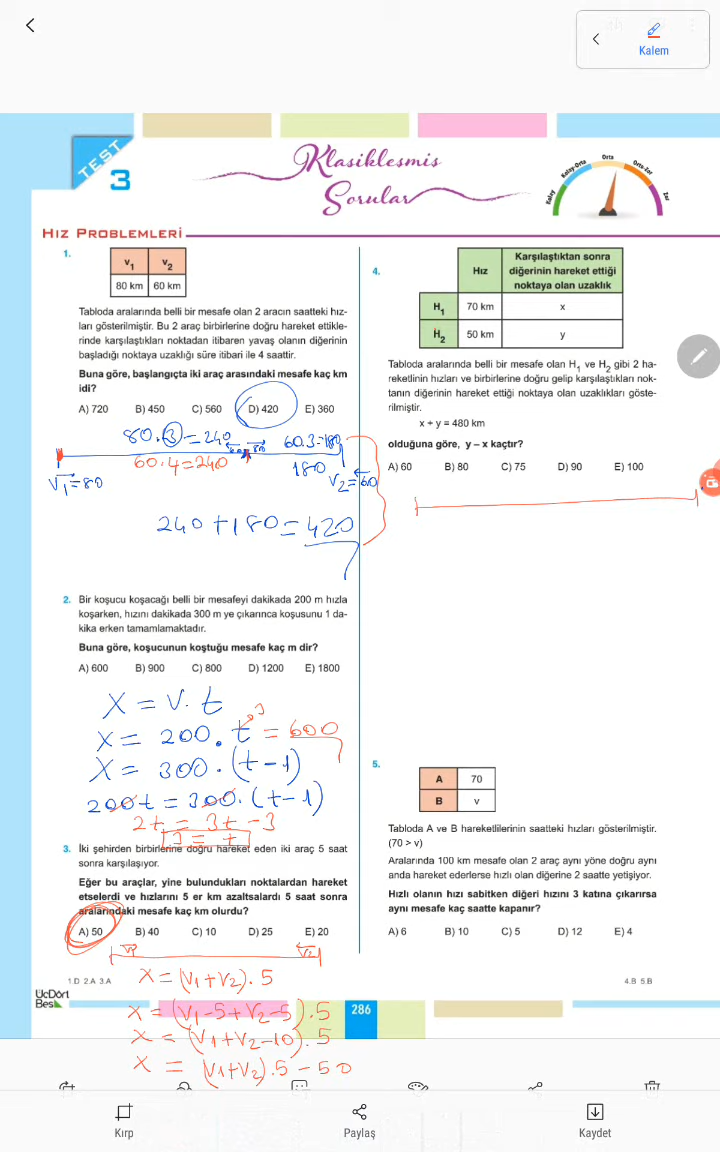 Kalem
TEST
3
Klasiklesmis
Sorular
Kolay
Kolay-Orta
Orta
Orta-Zor
Zor
HIZ PROBLEMLERİ
1.
V₁ V₂
80 km 60 km
Tabloda aralarında belli bir mesafe olan 2 aracın saatteki hız-
ları gösterilmiştir. Bu 2 araç birbirlerine doğru hareket ettikle-
rinde karşılaştıkları noktadan itibaren yavaş olanın diğerinin
başladığı noktaya uzaklığı süre itibari ile 4 saattir.
Buna göre, başlangıçta iki araç arasındaki mesafe kaç km
idi?
A) 720 B) 450 C) 560 D) 420 E) 360
80.3=240 60 80 60.3=180
60.4=240 180
V₁=80 V₂=60
240+180=420
2. Bir koşucu koşacağı belli bir mesafeyi dakikada 200 m hızla
koşarken, hızını dakikada 300 m ye çıkarınca koşusunu 1 da-
kika erken tamamlamaktadır.
Buna göre, koşucunun koştuğu mesafe kaç m dir?
A) 600 B) 900 C) 800 D) 1200 E) 1800
X = V.t
X = 200.t = 600
3
X = 300.(t-1)
200t = 300.(t-1)
2t = 3t-3
3 = t
3. İki şehirden birbirlerine doğru hareket eden iki araç 5 saat
sonra karşılaşıyor.
Eğer bu araçlar, yine bulundukları noktalardan hareket
etselerdi ve hızlarını 5 er km azaltsalardı 5 saat sonra
aralarındaki mesafe kaç km olurdu?
A) 50 B) 40 C) 10 D) 25 E) 20
V₁ V₂
X = (V₁+V₂).5
X = (V₁-5+V₂-5).5
X = (V₁+V₂-10).5
X = (V₁+V₂).5-50
1.D 2.A 3.A
ÜçDört
Beş
286
4.
Hız Karşılaştıktan sonra
diğerinin hareket ettiği
noktaya olan uzaklık
H₁ 70 km x
H₂ 50 km y
Tabloda aralarında belli bir mesafe olan H₁ ve H₂ gibi 2 ha-
reketlinin hızları ve birbirlerine doğru gelip karşılaştıkları nok-
tanın diğerinin hareket ettiği noktaya olan uzaklıkları göste-
rilmiştir.
x + y = 480 km
olduğuna göre, y – x kaçtır?
A) 60 B) 80 C) 75 D) 90 E) 100
5.
A 70
B v
Tabloda A ve B hareketlilerinin saatteki hızları gösterilmiştir.
(70 > v)
Aralarında 100 km mesafe olan 2 araç aynı yöne doğru aynı
anda hareket ederlerse hızlı olan diğerine 2 saatte yetişiyor.
Hızlı olanın hızı sabitken diğeri hızını 3 katına çıkarırsa
aynı mesafe kaç saatte kapanır?
A) 6 B) 10 C) 5 D) 12 E) 4
4.B 5.B
Kırp
Paylaş
Kaydet